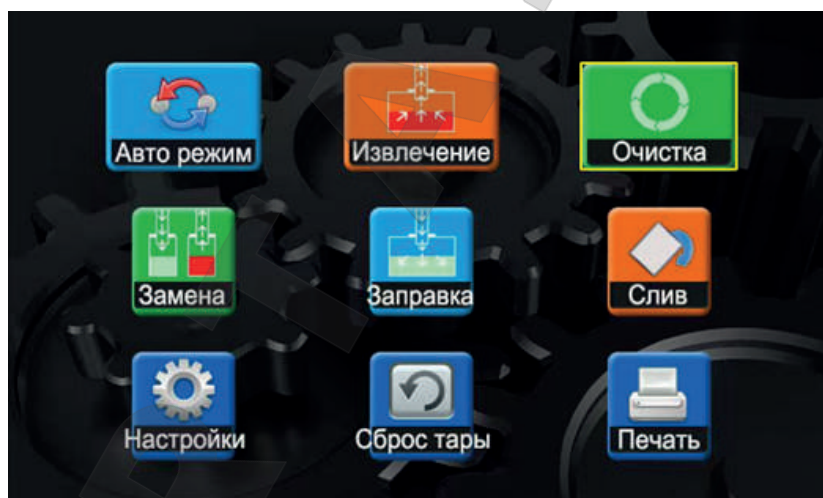 Авто режим
Извлечение
Очистка
Замена
Заправка
Слив
Настройки
Сброс тары
Печать